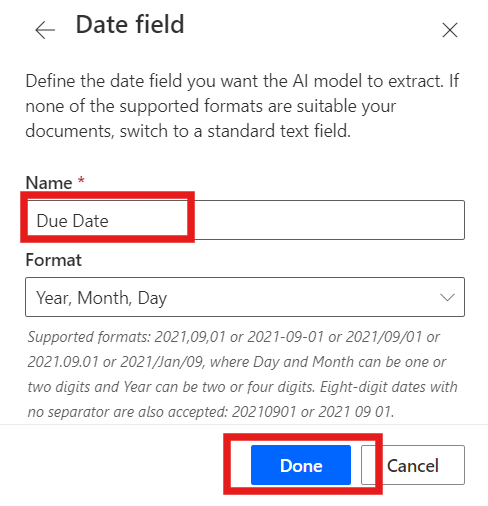 Date field
Define the date field you want the AI model to extract. If
none of the supported formats are suitable your
documents, switch to a standard text field.
Name *
Due Date
Format
Year, Month, Day
Supported formats: 2021,09,01 or 2021-09-01 or 2021/09/01 or
2021.09.01 or 2021/Jan/09, where Day and Month can be one or
two digits and Year can be two or four digits. Eight-digit dates with
no separator are also accepted: 20210901 or 2021 09 01.
Done
Cancel